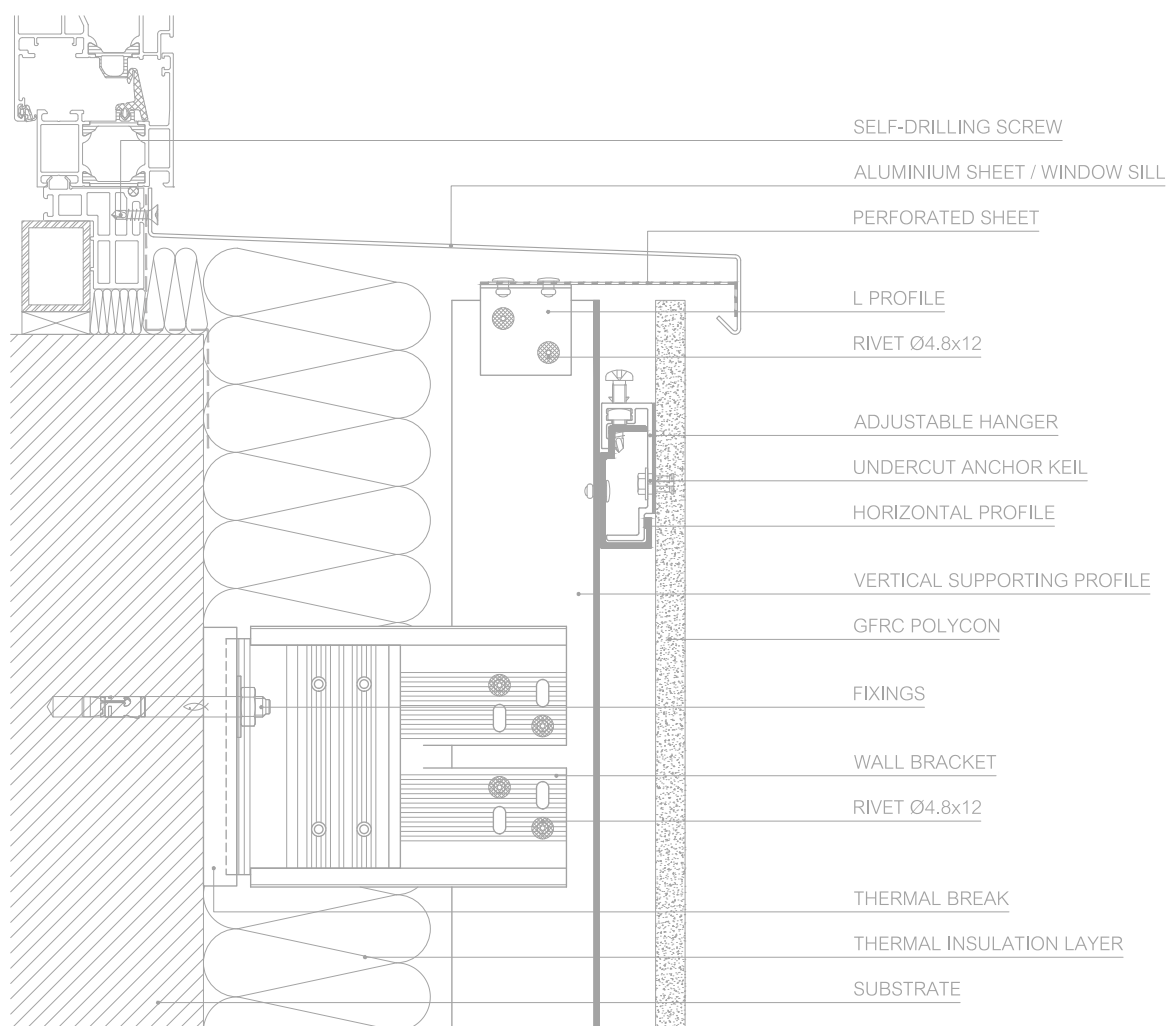 SELF-DRILLING SCREW
ALUMINIUM SHEET / WINDOW SILL
PERFORATED SHEET
L PROFILE
RIVET Ø4.8x12
ADJUSTABLE HANGER
UNDERCUT ANCHOR KEIL
HORIZONTAL PROFILE
VERTICAL SUPPORTING PROFILE
GFRC POLYCON
FIXINGS
WALL BRACKET
RIVET Ø4.8x12
THERMAL BREAK
THERMAL INSULATION LAYER
SUBSTRATE